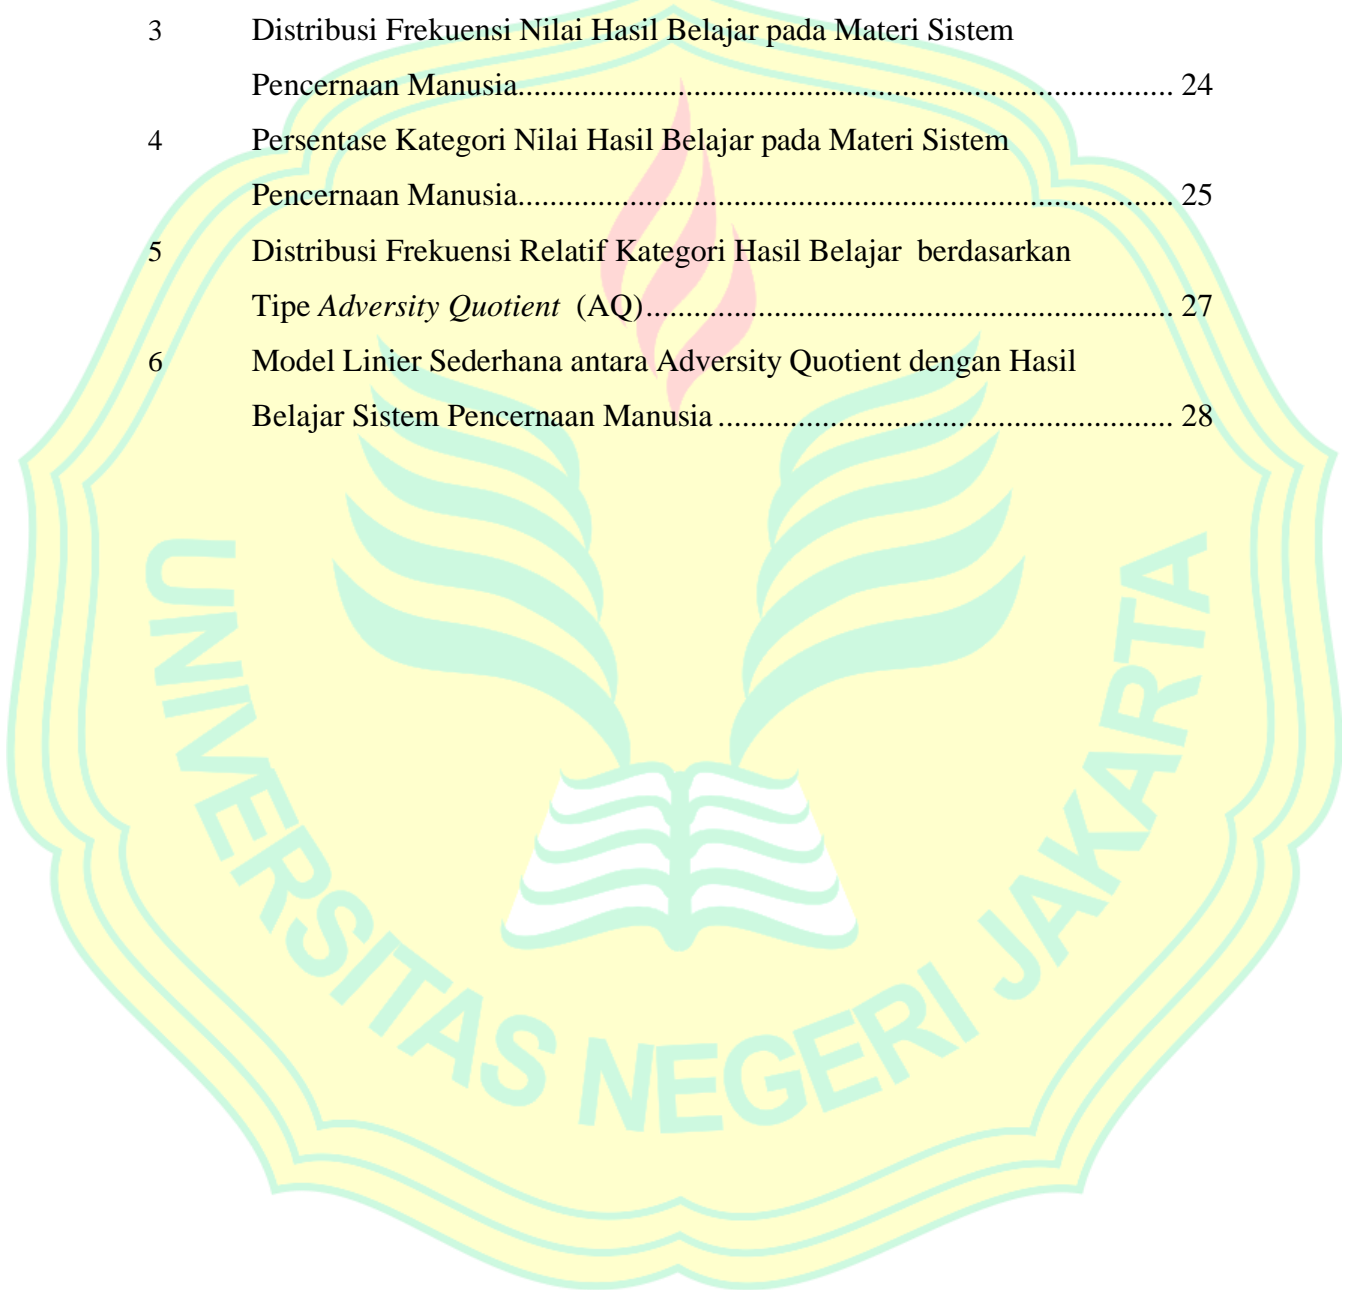 3 Distribusi Frekuensi Nilai Hasil Belajar pada Materi Sistem
Pencernaan Manusia.................................................................................. 24
4 Persentase Kategori Nilai Hasil Belajar pada Materi Sistem
Pencernaan Manusia.................................................................................. 25
5 Distribusi Frekuensi Relatif Kategori Hasil Belajar berdasarkan
Tipe Adversity Quotient (AQ).................................................................. 27
6 Model Linier Sederhana antara Adversity Quotient dengan Hasil
Belajar Sistem Pencernaan Manusia......................................................... 28
UNIVERSITAS NEGERI JAKARTA